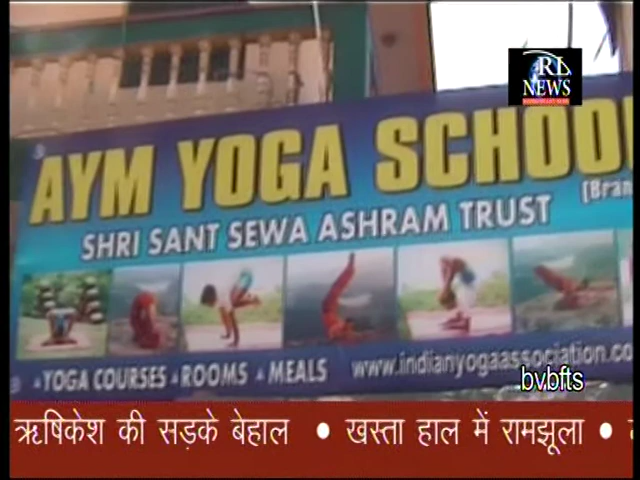 RL
NEWS
AYM YOGA SCHOOL
[Bran
SHRI SANT SEWA ASHRAM TRUST
YOGA COURSES ROOMS MEALS www.indianyogaassociation.co
bvbfts
ऋषिकेश की सड़के बेहाल • खस्ता हाल में रामझूला •